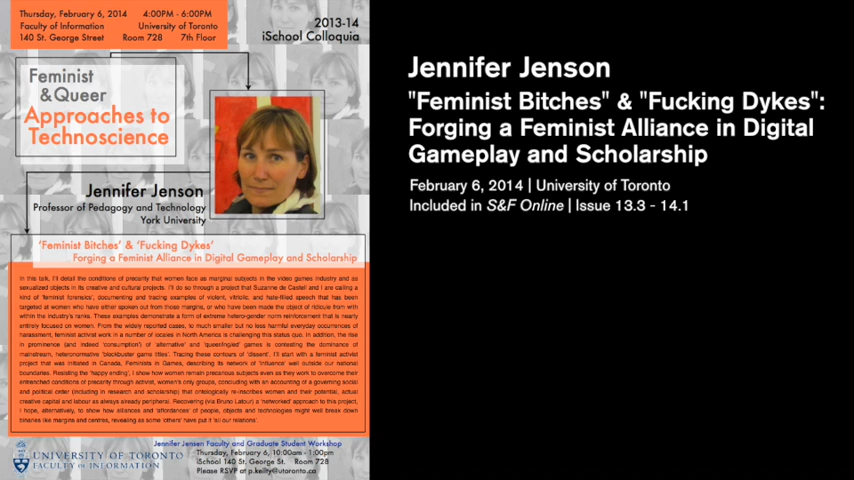 Thursday, February 6, 2014 4:00PM - 6:00PM
Faculty of Information University of Toronto
140 St. George Street Room 728 7th Floor
2013-14
iSchool Colloquia
Feminist
&Queer
Approaches to
Technoscience
Jennifer Jenson
Professor of Pedagogy and Technology
York University
'Feminist Bitches' & 'Fucking Dykes'
Forging a Feminist Alliance in Digital Gameplay and Scholarship
In this talk, I'll detail the conditions of precarity that women face as marginal subjects in the video games industry and as
sexualized objects in its creative and cultural projects. I'll do so through a project that Suzanne de Castell and I are calling a
kind of 'feminist forensics', documenting and tracing examples of violent, vitriolic, and hate-filled speech that has been
targeted at women who have either spoken out from those margins, or who have been made the object of ridicule from with
within the industry's ranks. These examples demonstrate a form of extreme hetero-gender norm reinforcement that is nearly
entirely focused on women. From the widely reported cases, to much smaller but no less harmful everyday occurrences of
harassment, feminist activist work in a number of locales in North America is challenging this status quo. In addition, the rise
in prominence (and indeed 'consumption') of 'alternative' and 'queer(ing)ed' games is contesting the dominance of
mainstream, heteronormative 'blockbuster game titles'. Tracing these contours of 'dissent', I'll start with a feminist activist
project that was initiated in Canada, Feminists in Games, describing its network of 'influence' well outside our national
boundaries. Resisting the 'happy ending', I show how women remain precarious subjects even as they work to overcome their
entrenched conditions of precarity through activist, women's only groups, concluding with an accounting of a governing social
and political order (including in research and scholarship) that ontologically re-inscribes women and their potential, actual
creative capital and labour as always already precarious. Recovering (via Bruno Latour) a 'networked' approach to this project,
I hope, alternatively, to show how alliances and 'affordances' of people, objects and technologies might well break down
binaries like margins and centres, revealing as some 'others' have put it 'all our relations'.
Jennifer Jensen Faculty and Graduate Student Workshop
Thursday, February 6, 10:00am - 1:00pm
iSchool 140 St. George St. Room 728
Please RSVP at p.keilty@utoronto.ca
UNIVERSITY OF TORONTO
FACULTY OF INFORMATION
Jennifer Jenson
"Feminist Bitches" & "Fucking Dykes":
Forging a Feminist Alliance in Digital
Gameplay and Scholarship
February 6, 2014 | University of Toronto
Included in S&F Online | Issue 13.3 - 14.1